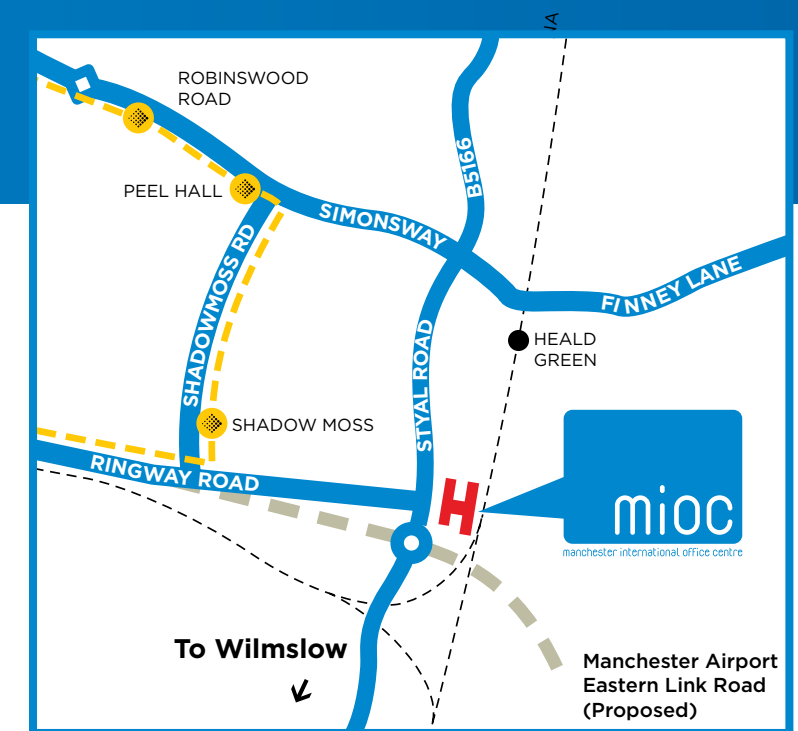 ROBINSWOOD
ROAD
PEEL HALL
SIMONSWAY
B5166
SHADOWMOSS RD
FINNEY LANE
HEALD
GREEN
STYAL ROAD
SHADOW MOSS
RINGWAY ROAD
mioc
manchester international office centre
To Wilmslow
Manchester Airport
Eastern Link Road
(Proposed)